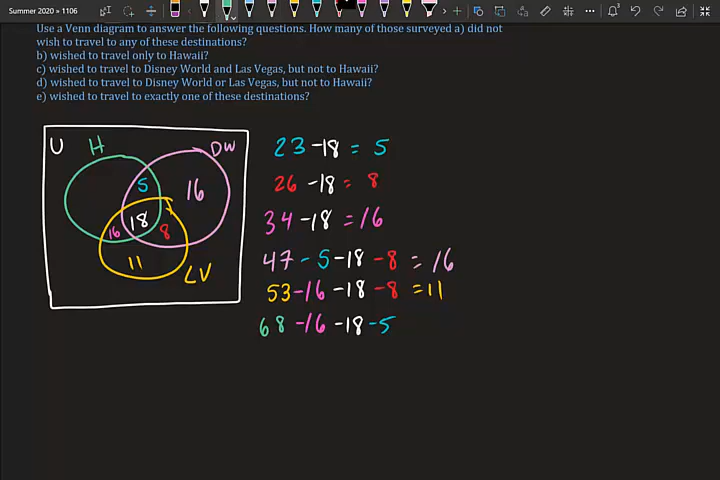 Summer 2020 » 1106
Use a Venn diagram to answer the following questions. How many of those surveyed a) did not
wish to travel to any of these destinations?
b) wished to travel only to Hawaii?
c) wished to travel to Disney World and Las Vegas, but not to Hawaii?
d) wished to travel to Disney World or Las Vegas, but not to Hawaii?
e) wished to travel to exactly one of these destinations?
U H DW
5 16
18
16 8
11 LV
23 -18 = 5
26 -18 = 8
34 -18 = 16
47 -5 -18 -8 = 16
53 -16 -18 -8 = 11
68 -16 -18 -5